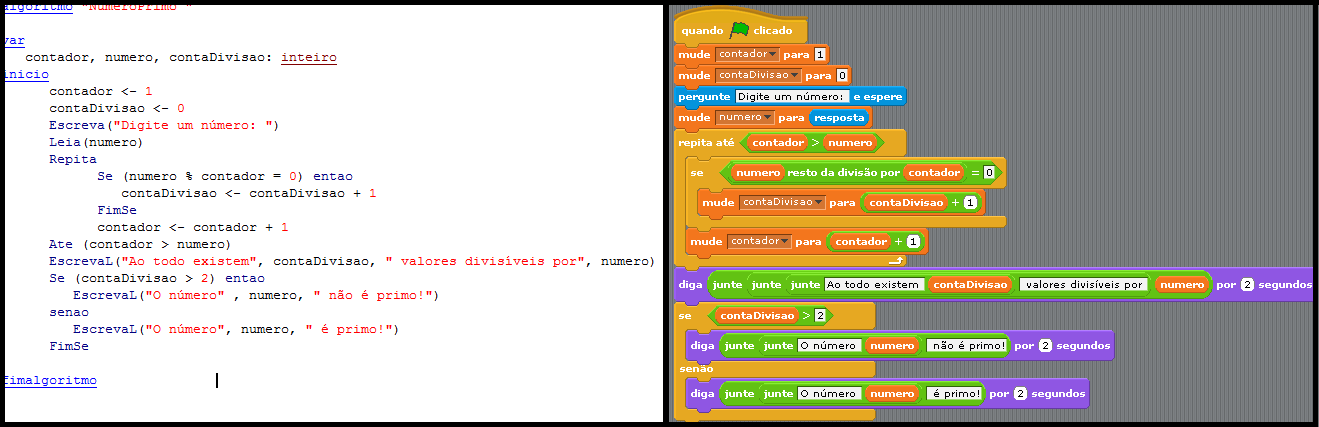 algoritmo "NumeroPrimo "
var
contador, numero, contaDivisao: inteiro
inicio
contador <- 1
contaDivisao <- 0
Escreva("Digite um número: ")
Leia(numero)
Repita
Se (numero % contador = 0) entao
contaDivisao <- contaDivisao + 1
FimSe
contador <- contador + 1
Ate (contador > numero)
EscrevaL("Ao todo existem", contaDivisao, " valores divisíveis por", numero)
Se (contaDivisao > 2) entao
EscrevaL("O número" , numero, " não é primo!")
senao
EscrevaL("O número", numero, " é primo!")
FimSe
fimalgoritmo
quando clicado
mude contador para 1
mude contaDivisao para 0
pergunte Digite um número: e espere
mude numero para resposta
repita até contador > numero
se numero resto da divisão por contador = 0
mude contaDivisao para contaDivisao + 1
mude contador para contador + 1
diga junte junte junte Ao todo existem contaDivisao valores divisíveis por numero por 2 segundos
se contaDivisao > 2
diga junte junte O número numero não é primo! por 2 segundos
senão
diga junte junte O número numero é primo! por 2 segundos